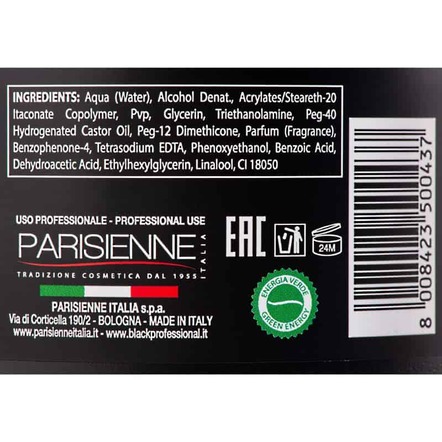 INGREDIENTS: Aqua (Water), Alcohol Denat., Acrylates/Steareth-20
Itaconate Copolymer, Pvp, Glycerin, Triethanolamine, Peg-40
Hydrogenated Castor Oil, Peg-12 Dimethicone, Parfum (Fragrance),
Benzophenone-4, Tetrasodium EDTA, Phenoxyethanol, Benzoic Acid,
Dehydroacetic Acid, Ethylhexylglycerin, Linalool, CI 18050
USO PROFESSIONALE - PROFESSIONAL USE
PARISIENNE
ITALIA
TRADIZIONE COSMETICA DAL 1955
PARISIENNE ITALIA s.p.a.
Via di Corticella 190/2 - BOLOGNA - MADE IN ITALY
www.parisienneitalia.com - www.blackprofessional.it
EAC
24M
ENERGIA VERDE
GREEN ENERGY
8 008423 500437